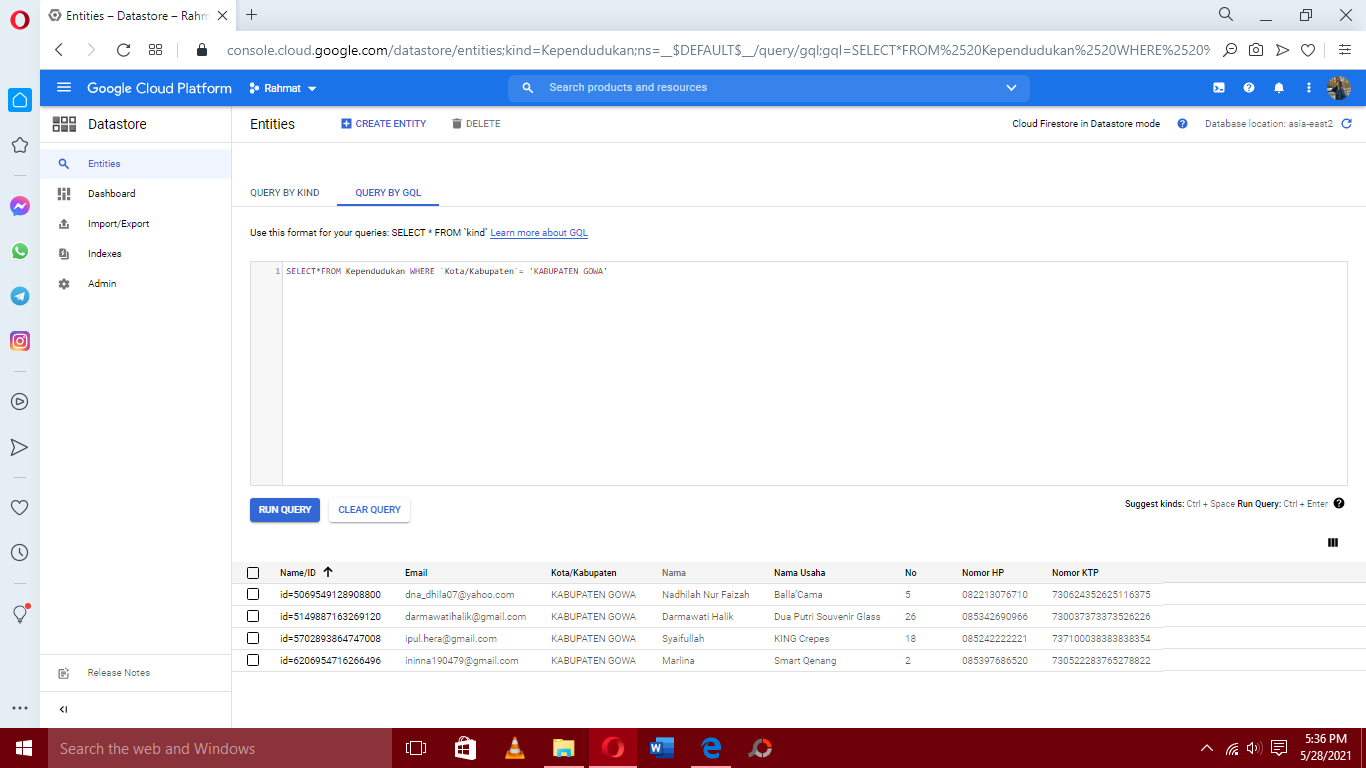 Entities – Datastore – Rahm
console.cloud.google.com/datastore/entities;kind=Kependudukan;ns=__$DEFAULT$__/query/gql;gql=SELECT*FROM%2520Kependudukan%2520WHERE%2520%
Google Cloud Platform
Rahmat
Search products and resources
Datastore
Entities
CREATE ENTITY
DELETE
Cloud Firestore in Datastore mode
Database location: asia-east2
Entities
Dashboard
Import/Export
Indexes
Admin
QUERY BY KIND
QUERY BY GQL
Use this format for your queries: SELECT * FROM `kind` Learn more about GQL
1 SELECT*FROM Kependudukan WHERE `Kota/Kabupaten`= 'KABUPATEN GOWA'
RUN QUERY
CLEAR QUERY
Suggest kinds: Ctrl + Space Run Query: Ctrl + Enter
Name/ID Email Kota/Kabupaten Nama Nama Usaha No Nomor HP Nomor KTP
id=5069549128908800 dna_dhila07@yahoo.com KABUPATEN GOWA Nadhilah Nur Faizah Balla'Cama 5 082213076710 730624352625116375
id=5149887163269120 darmawatihalik@gmail.com KABUPATEN GOWA Darmawati Halik Dua Putri Souvenir Glass 26 085342690966 730037373373526226
id=5702893864747008 ipul.hera@gmail.com KABUPATEN GOWA Syaifullah KING Crepes 18 085242222221 737100038383838354
id=6206954716266496 ininna190479@gmail.com KABUPATEN GOWA Marlina Smart Qenang 2 085397686520 730522283765278822
Release Notes
Search the web and Windows
5:36 PM
5/28/2021